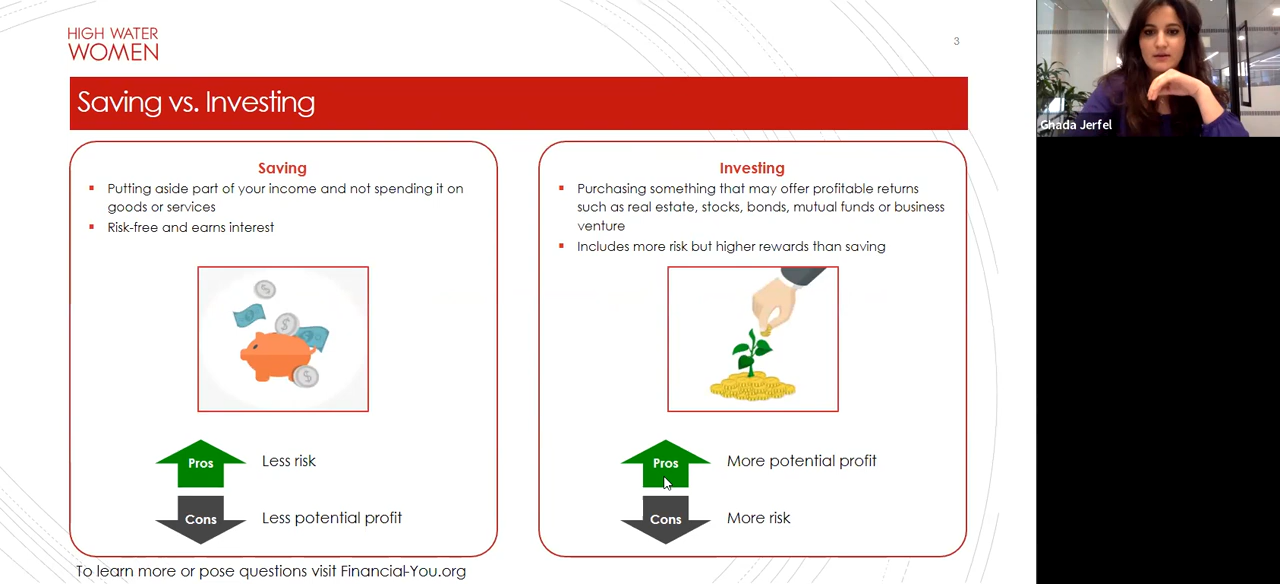 HIGH WATER
WOMEN
3
Saving vs. Investing
Saving
Putting aside part of your income and not spending it on
goods or services
Risk-free and earns interest
Pros
Less risk
Cons
Less potential profit
Investing
Purchasing something that may offer profitable returns
such as real estate, stocks, bonds, mutual funds or business
venture
Includes more risk but higher rewards than saving
Pros
More potential profit
Cons
More risk
To learn more or pose questions visit Financial-You.org
Ghada Jerfel